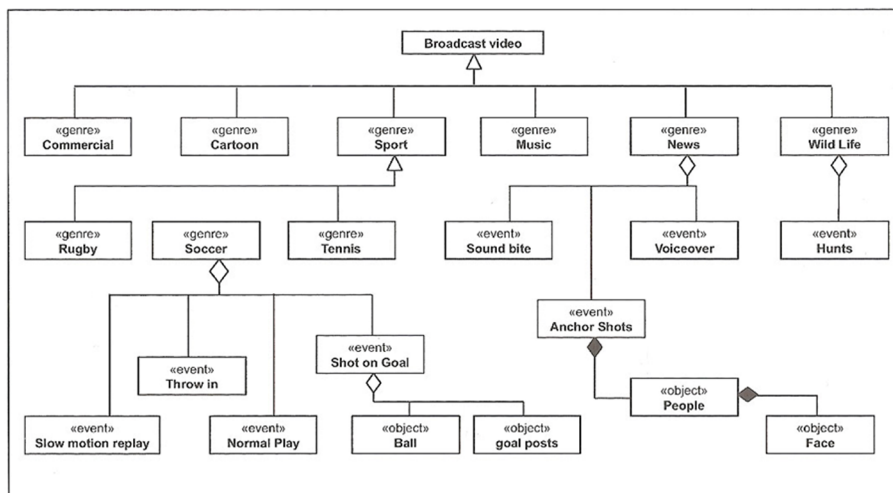 Broadcast video
«genre»
Commercial
«genre»
Cartoon
«genre»
Sport
«genre»
Music
«genre»
News
«genre»
Wild Life
«genre»
Rugby
«genre»
Soccer
«genre»
Tennis
«event»
Sound bite
«event»
Voiceover
«event»
Hunts
«event»
Anchor Shots
«event»
Shot on Goal
«event»
Throw in
«object»
People
«event»
Slow motion replay
«event»
Normal Play
«object»
Ball
«object»
goal posts
«object»
Face